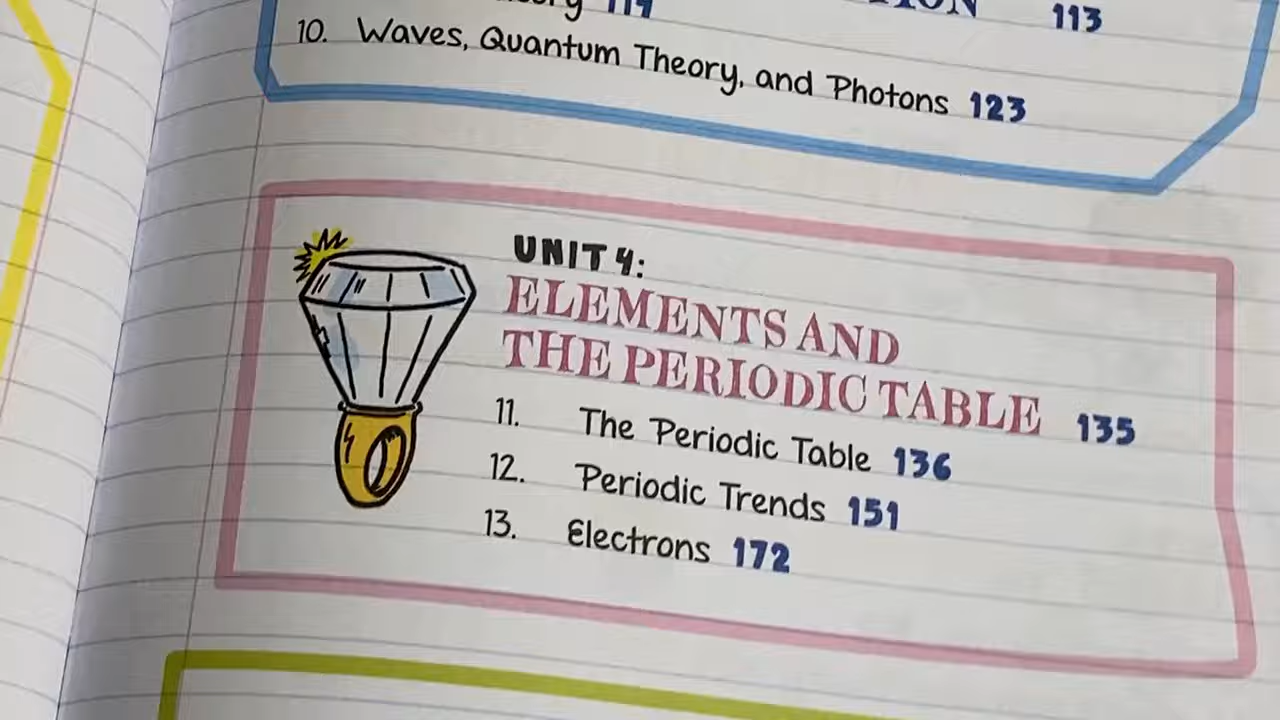 114
113
10. Waves, Quantum Theory, and Photons 123
UNIT 4:
ELEMENTS AND
THE PERIODIC TABLE 135
11. The Periodic Table 136
12. Periodic Trends 151
13. Electrons 172